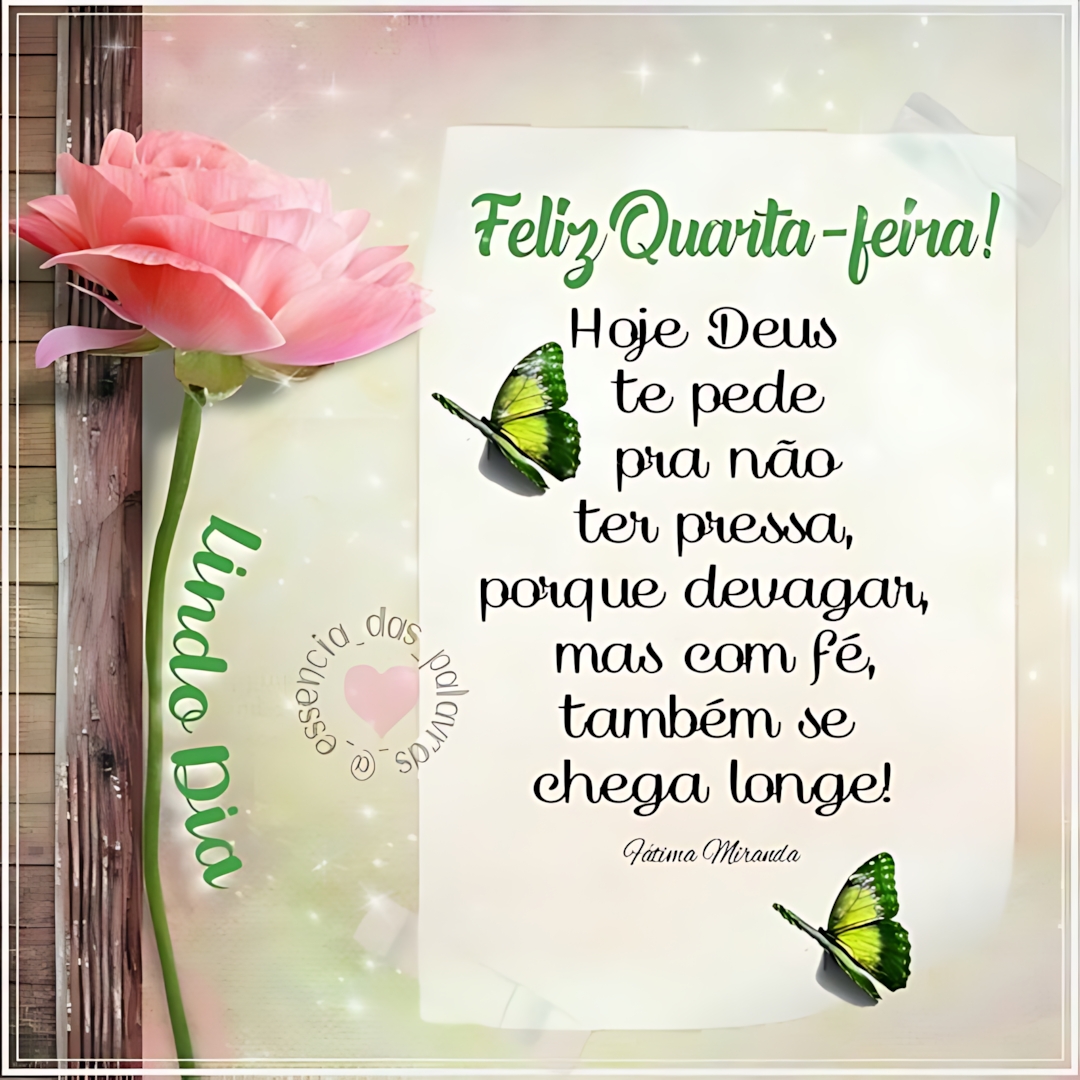 Feliz Quarta-feira!
Hoje Deus
te pede
pra não
ter pressa,
porque devagar,
mas com fé,
também se
chega longe!
Fátima Miranda
Lindo Dia
@_essencia_das_palavras